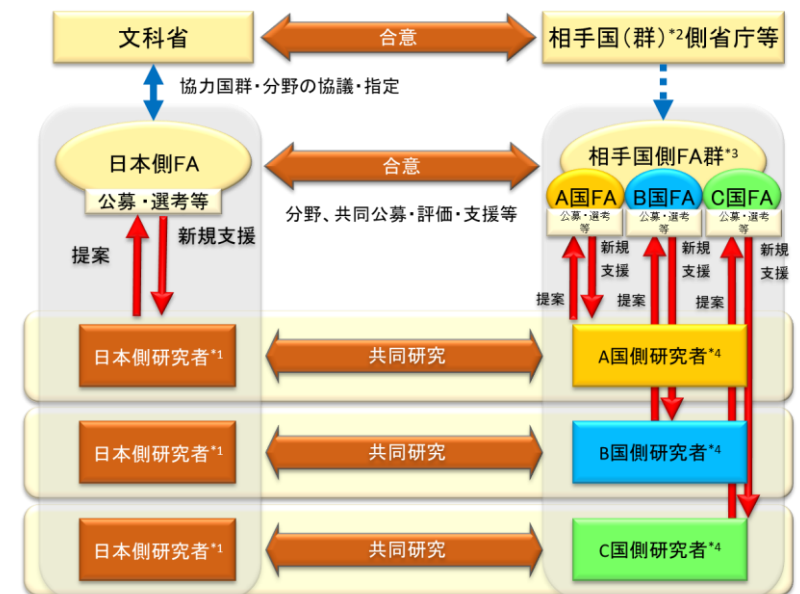 文科省
合意
相手国(群)*2側省庁等
協力国群・分野の協議・指定
日本側FA
公募・選考等
合意
相手国側FA群*3
A国FA
公募・選考
等
B国FA
公募・選考
等
C国FA
公募・選考
等
分野、共同公募・評価・支援等
提案
新規支援
提案
新規
支援
提案
新規
支援
提案
新規
支援
日本側研究者*1
共同研究
A国側研究者*4
日本側研究者*1
共同研究
B国側研究者*4
日本側研究者*1
共同研究
C国側研究者*4